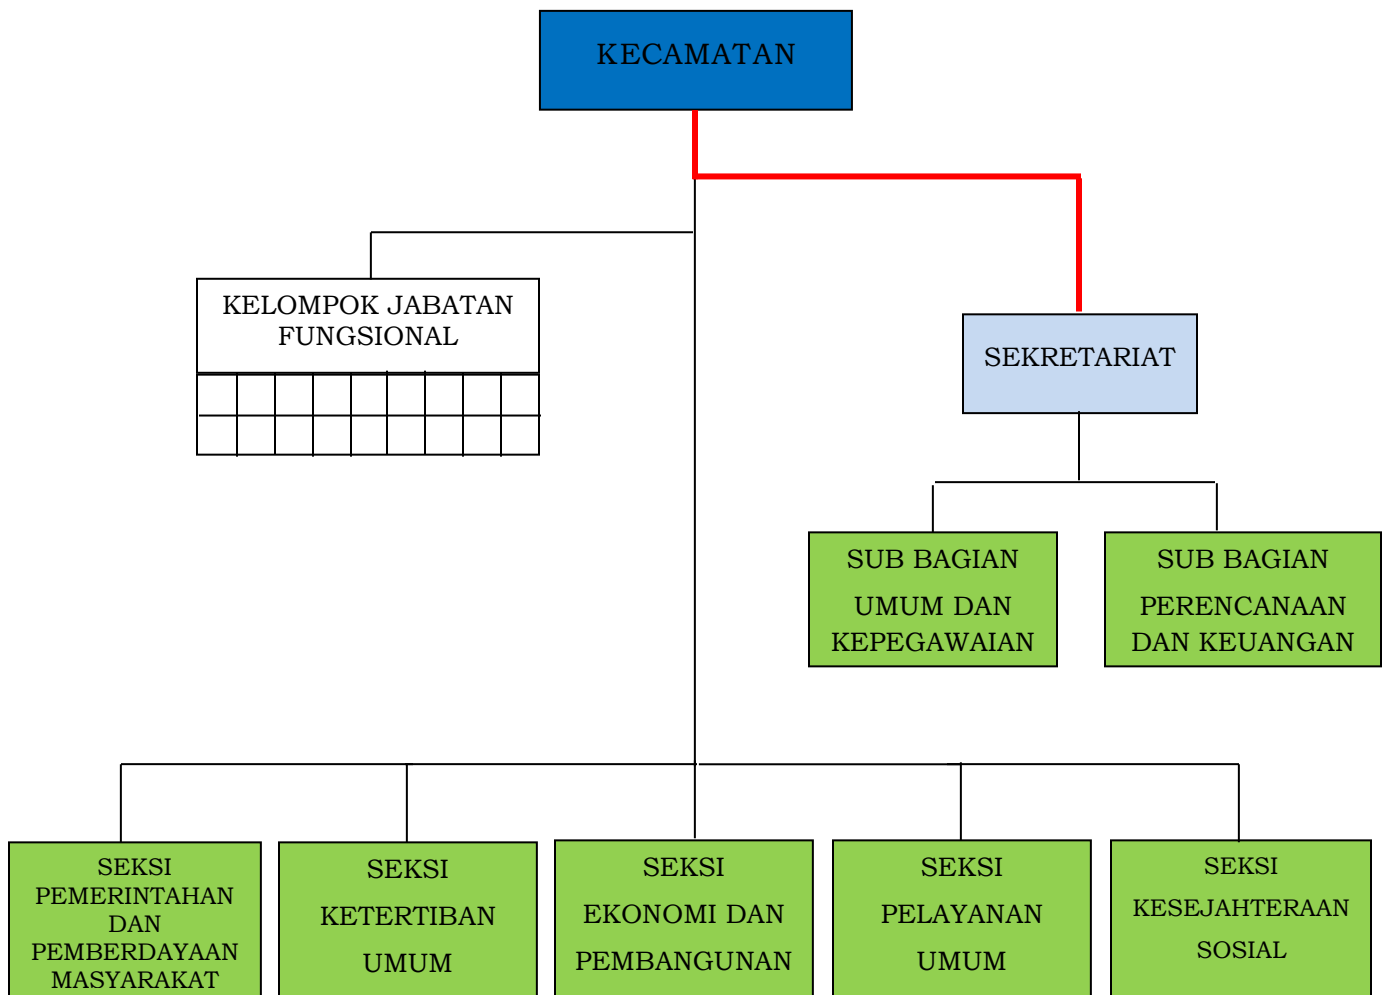 KECAMATAN
KELOMPOK JABATAN
FUNGSIONAL
SEKRETARIAT
SUB BAGIAN
UMUM DAN
KEPEGAWAIAN
SUB BAGIAN
PERENCANAAN
DAN KEUANGAN
SEKSI
PEMERINTAHAN
DAN
PEMBERDAYAAN
MASYARAKAT
SEKSI
KETERTIBAN
UMUM
SEKSI
EKONOMI DAN
PEMBANGUNAN
SEKSI
PELAYANAN
UMUM
SEKSI
KESEJAHTERAAN
SOSIAL